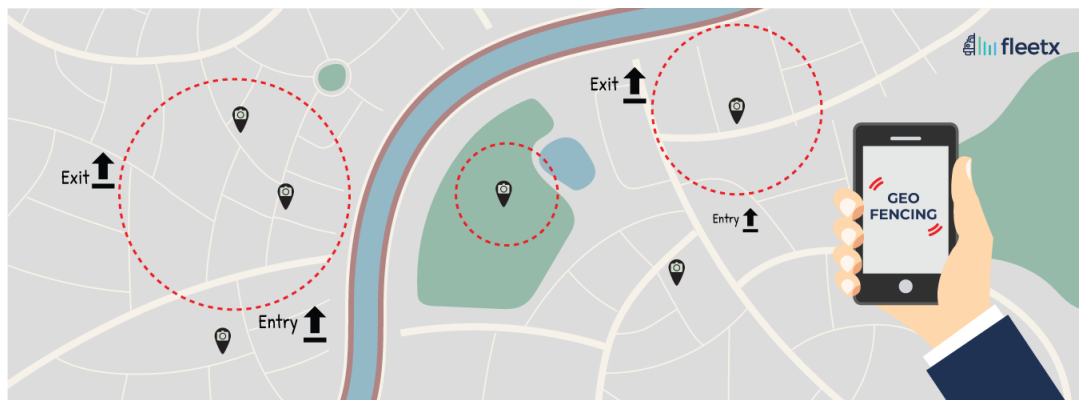 fleetx
Exit
Exit
Entry
Entry
GEO
FENCING